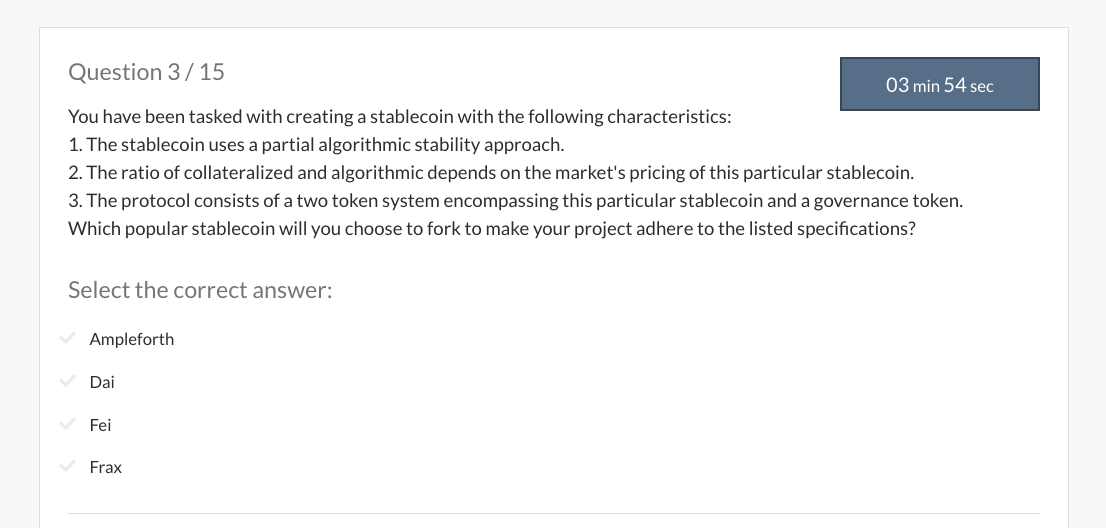 Question 3 / 15
03 min 54 sec
You have been tasked with creating a stablecoin with the following characteristics:
1. The stablecoin uses a partial algorithmic stability approach.
2. The ratio of collateralized and algorithmic depends on the market's pricing of this particular stablecoin.
3. The protocol consists of a two token system encompassing this particular stablecoin and a governance token.
Which popular stablecoin will you choose to fork to make your project adhere to the listed specifications?
Select the correct answer:
Ampleforth
Dai
Fei
Frax